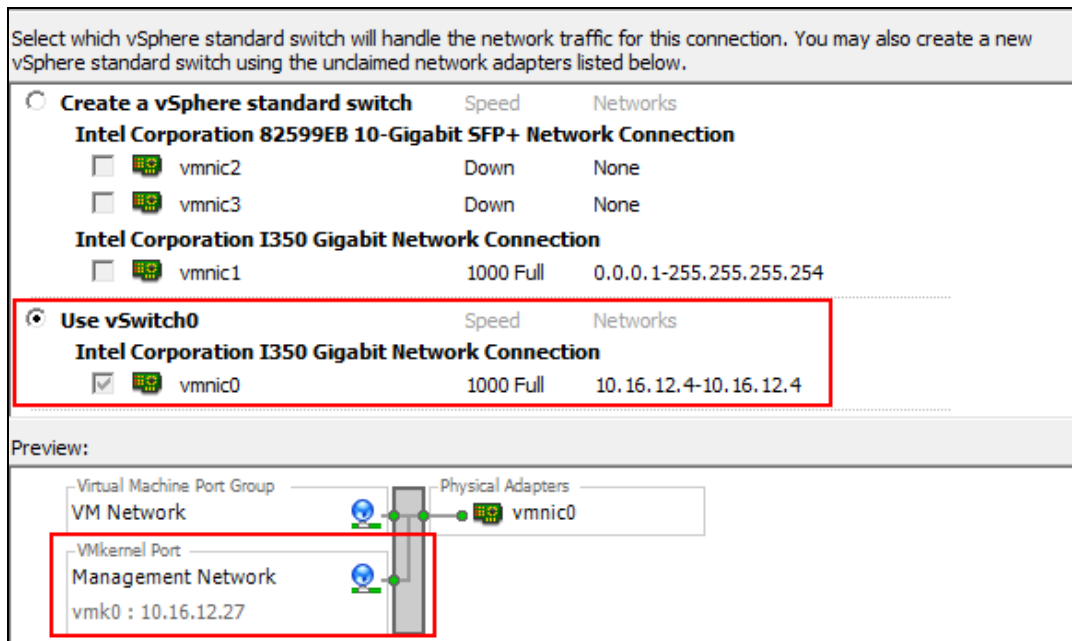 Select which vSphere standard switch will handle the network traffic for this connection. You may also create a new
vSphere standard switch using the unclaimed network adapters listed below.
Create a vSphere standard switch Speed Networks
Intel Corporation 82599EB 10-Gigabit SFP+ Network Connection
vmnic2 Down None
vmnic3 Down None
Intel Corporation I350 Gigabit Network Connection
vmnic1 1000 Full 0.0.0.1-255.255.255.254
Use vSwitch0 Speed Networks
Intel Corporation I350 Gigabit Network Connection
vmnic0 1000 Full 10.16.12.4-10.16.12.4
Preview:
Virtual Machine Port Group Physical Adapters
VM Network vmnic0
VMkernel Port
Management Network
vmk0 : 10.16.12.27